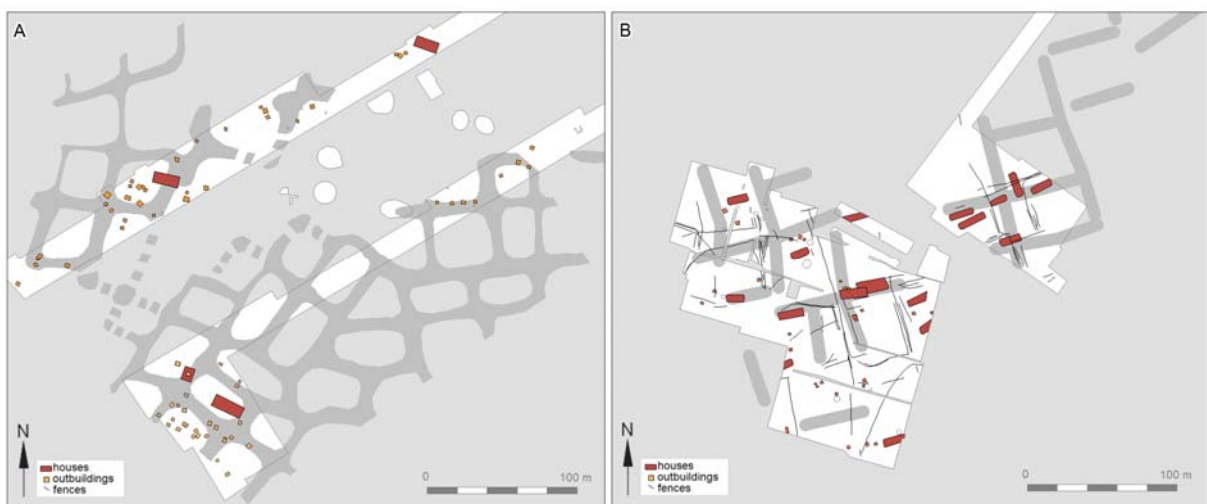 A
N
houses
outbuildings
fences
0 100 m
B
N
houses
outbuildings
fences
0 100 m